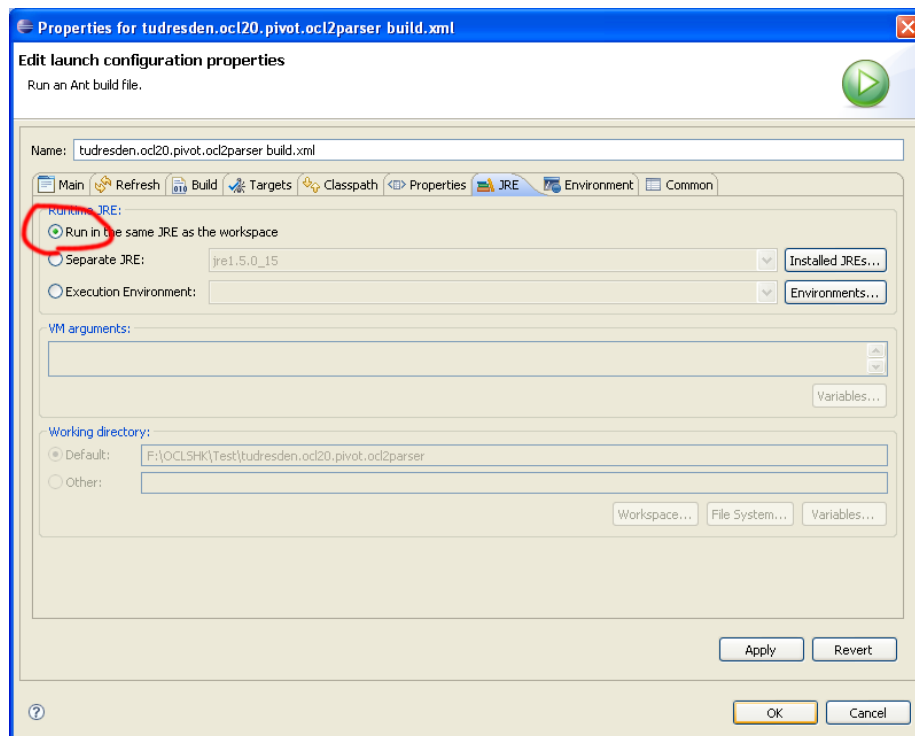 Properties for tudresden.ocl20.pivot.ocl2parser build.xml
Edit launch configuration properties
Run an Ant build file.
Name: tudresden.ocl20.pivot.ocl2parser build.xml
Main Refresh Build Targets Classpath Properties JRE Environment Common
Runtime JRE:
Run in the same JRE as the workspace
Separate JRE: jre1.5.0_15 Installed JREs...
Execution Environment: Environments...
VM arguments:
Variables...
Working directory:
Default: F:\OCLSHK\Test\tudresden.ocl20.pivot.ocl2parser
Other:
Workspace... File System... Variables...
Apply Revert
OK Cancel